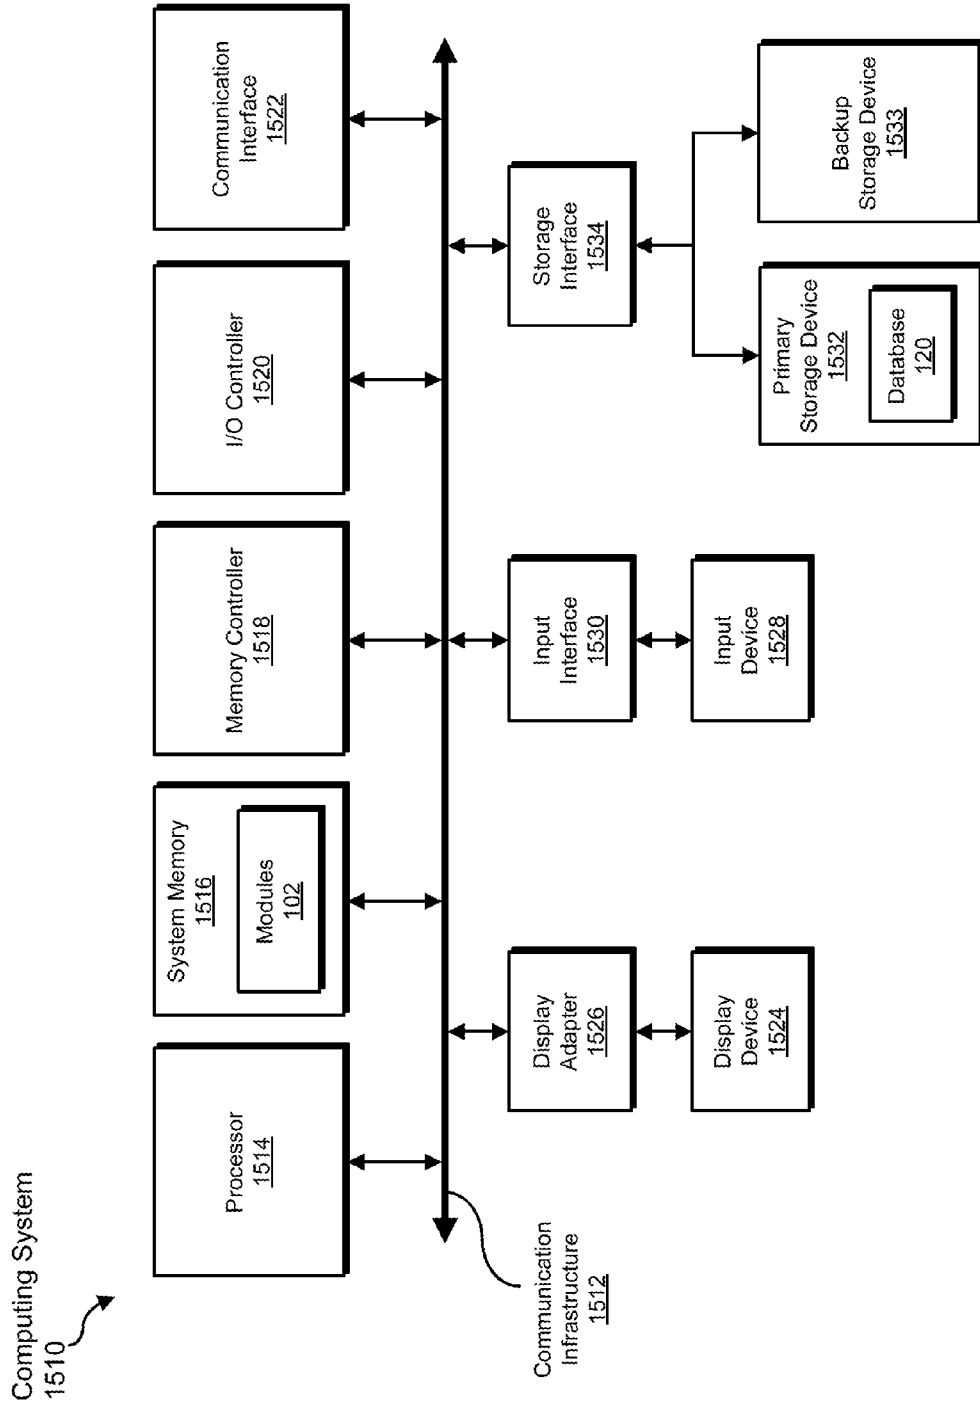 Computing System
1510
Processor
1514
System Memory
1516
Modules
102
Memory Controller
1518
I/O Controller
1520
Communication
Interface
1522
Communication
Infrastructure
1512
Display
Adapter
1526
Input
Interface
1530
Storage
Interface
1534
Display
Device
1524
Input
Device
1528
Primary
Storage Device
1532
Database
120
Backup
Storage Device
1533